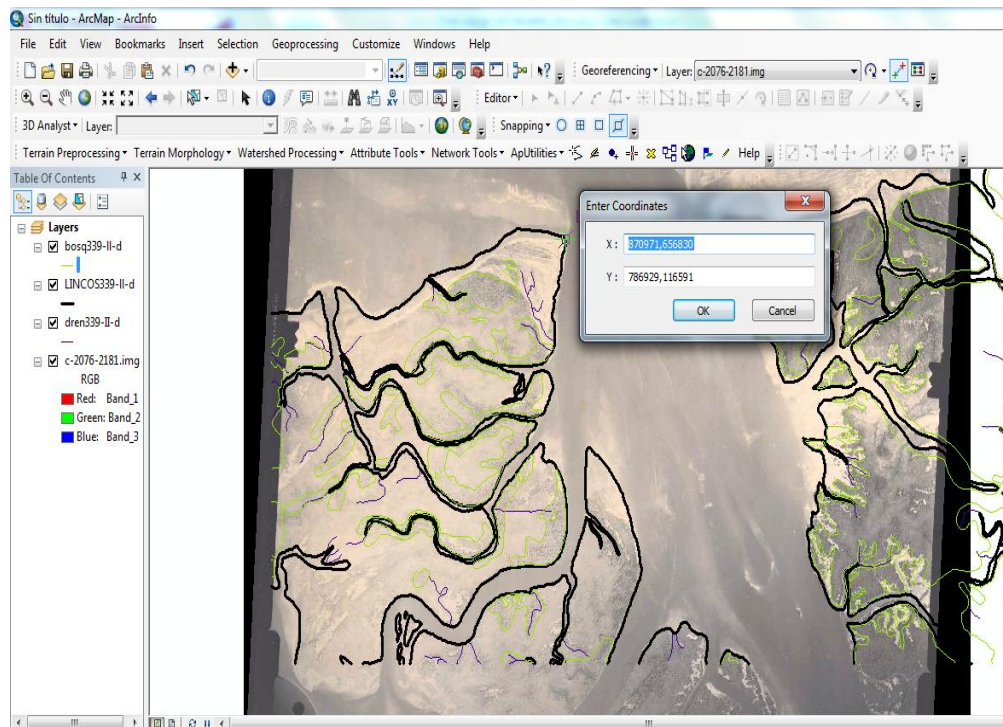 Sin título - ArcMap - ArcInfo
File Edit View Bookmarks Insert Selection Geoprocessing Customize Windows Help
Georeferencing Layer: c-2076-2181.img
Editor
3D Analyst Layer: Snapping
Terrain Preprocessing Terrain Morphology Watershed Processing Attribute Tools Network Tools ApUtilities Help
Table Of Contents
Layers
bosq339-II-d
LINCOS339-II-d
dren339-II-d
c-2076-2181.img
RGB
Red: Band_1
Green: Band_2
Blue: Band_3
Enter Coordinates
X: 870971,656830
Y: 786929,116591
OK Cancel